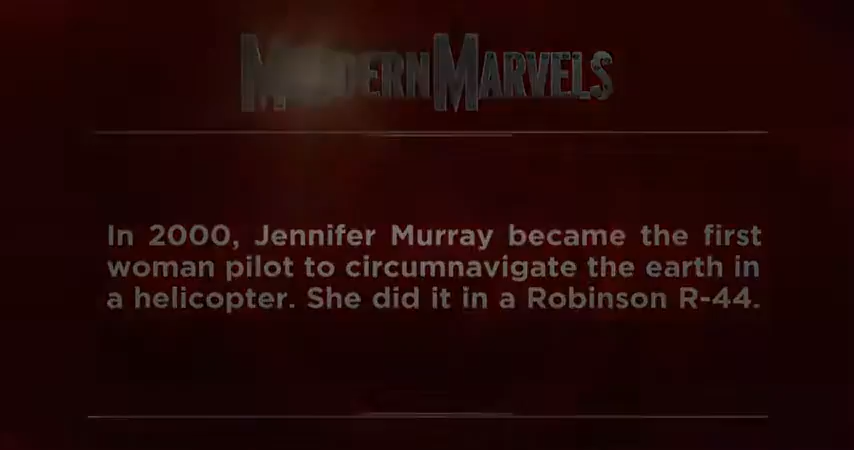 MODERN MARVELS
In 2000, Jennifer Murray became the first
woman pilot to circumnavigate the earth in
a helicopter. She did it in a Robinson R-44.